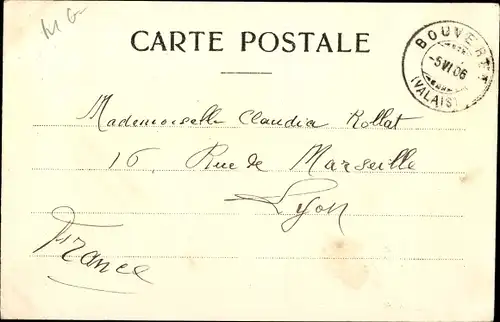 CARTE POSTALE
BOUVERET
-5 VI 06
(VALAIS)
Mademoiselle Claudia Rollat
16, Rue de Marseille
Lyon
France